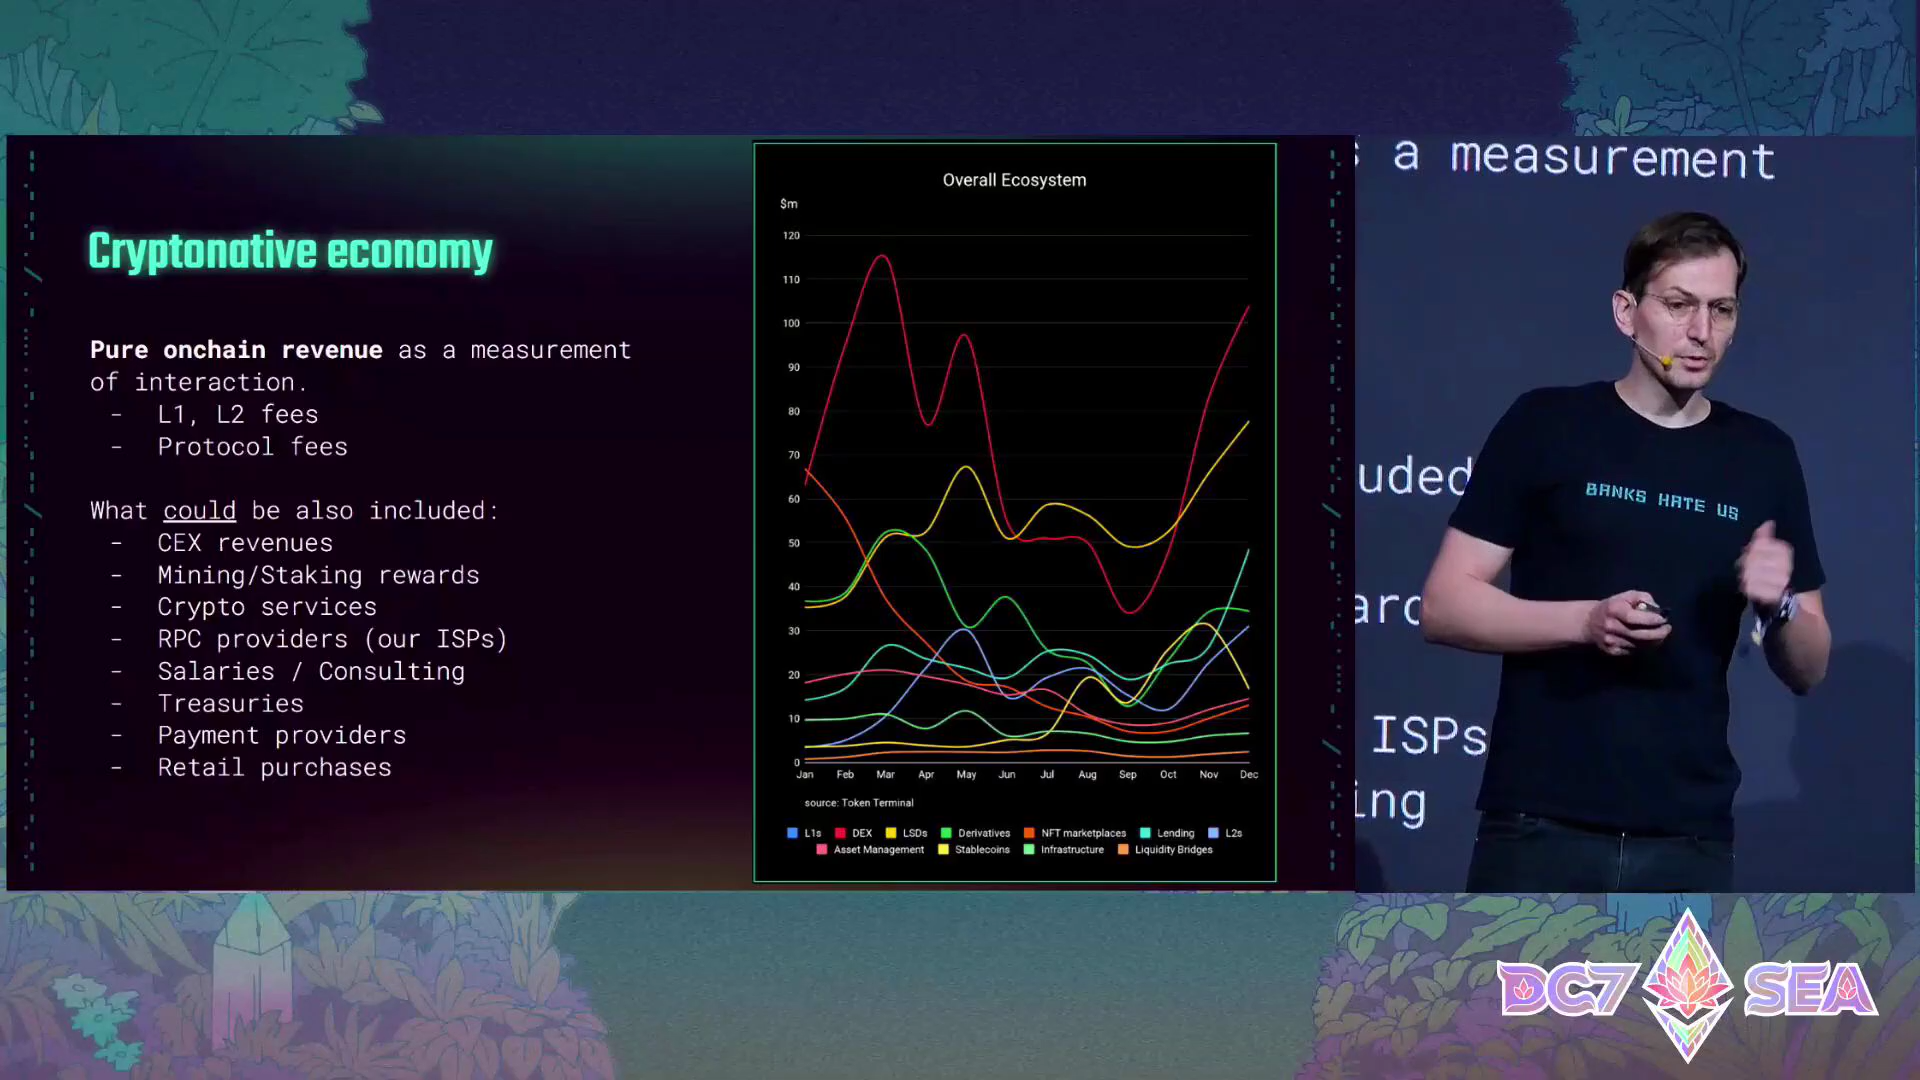 Cryptonative economy
Pure onchain revenue as a measurement
of interaction.
- L1, L2 fees
- Protocol fees
What could be also included:
- CEX revenues
- Mining/Staking rewards
- Crypto services
- RPC providers (our ISPs)
- Salaries / Consulting
- Treasuries
- Payment providers
- Retail purchases
Overall Ecosystem
$m
120
110
100
90
80
70
60
50
40
30
20
10
0
Jan Feb Mar Apr May Jun Jul Aug Sep Oct Nov Dec
source: Token Terminal
L1s DEX LSDs Derivatives NFT marketplaces Lending L2s
Asset Management Stablecoins Infrastructure Liquidity Bridges
a measurement
uded
ISPs
ing
BANKS HATE US
DC7 SEA